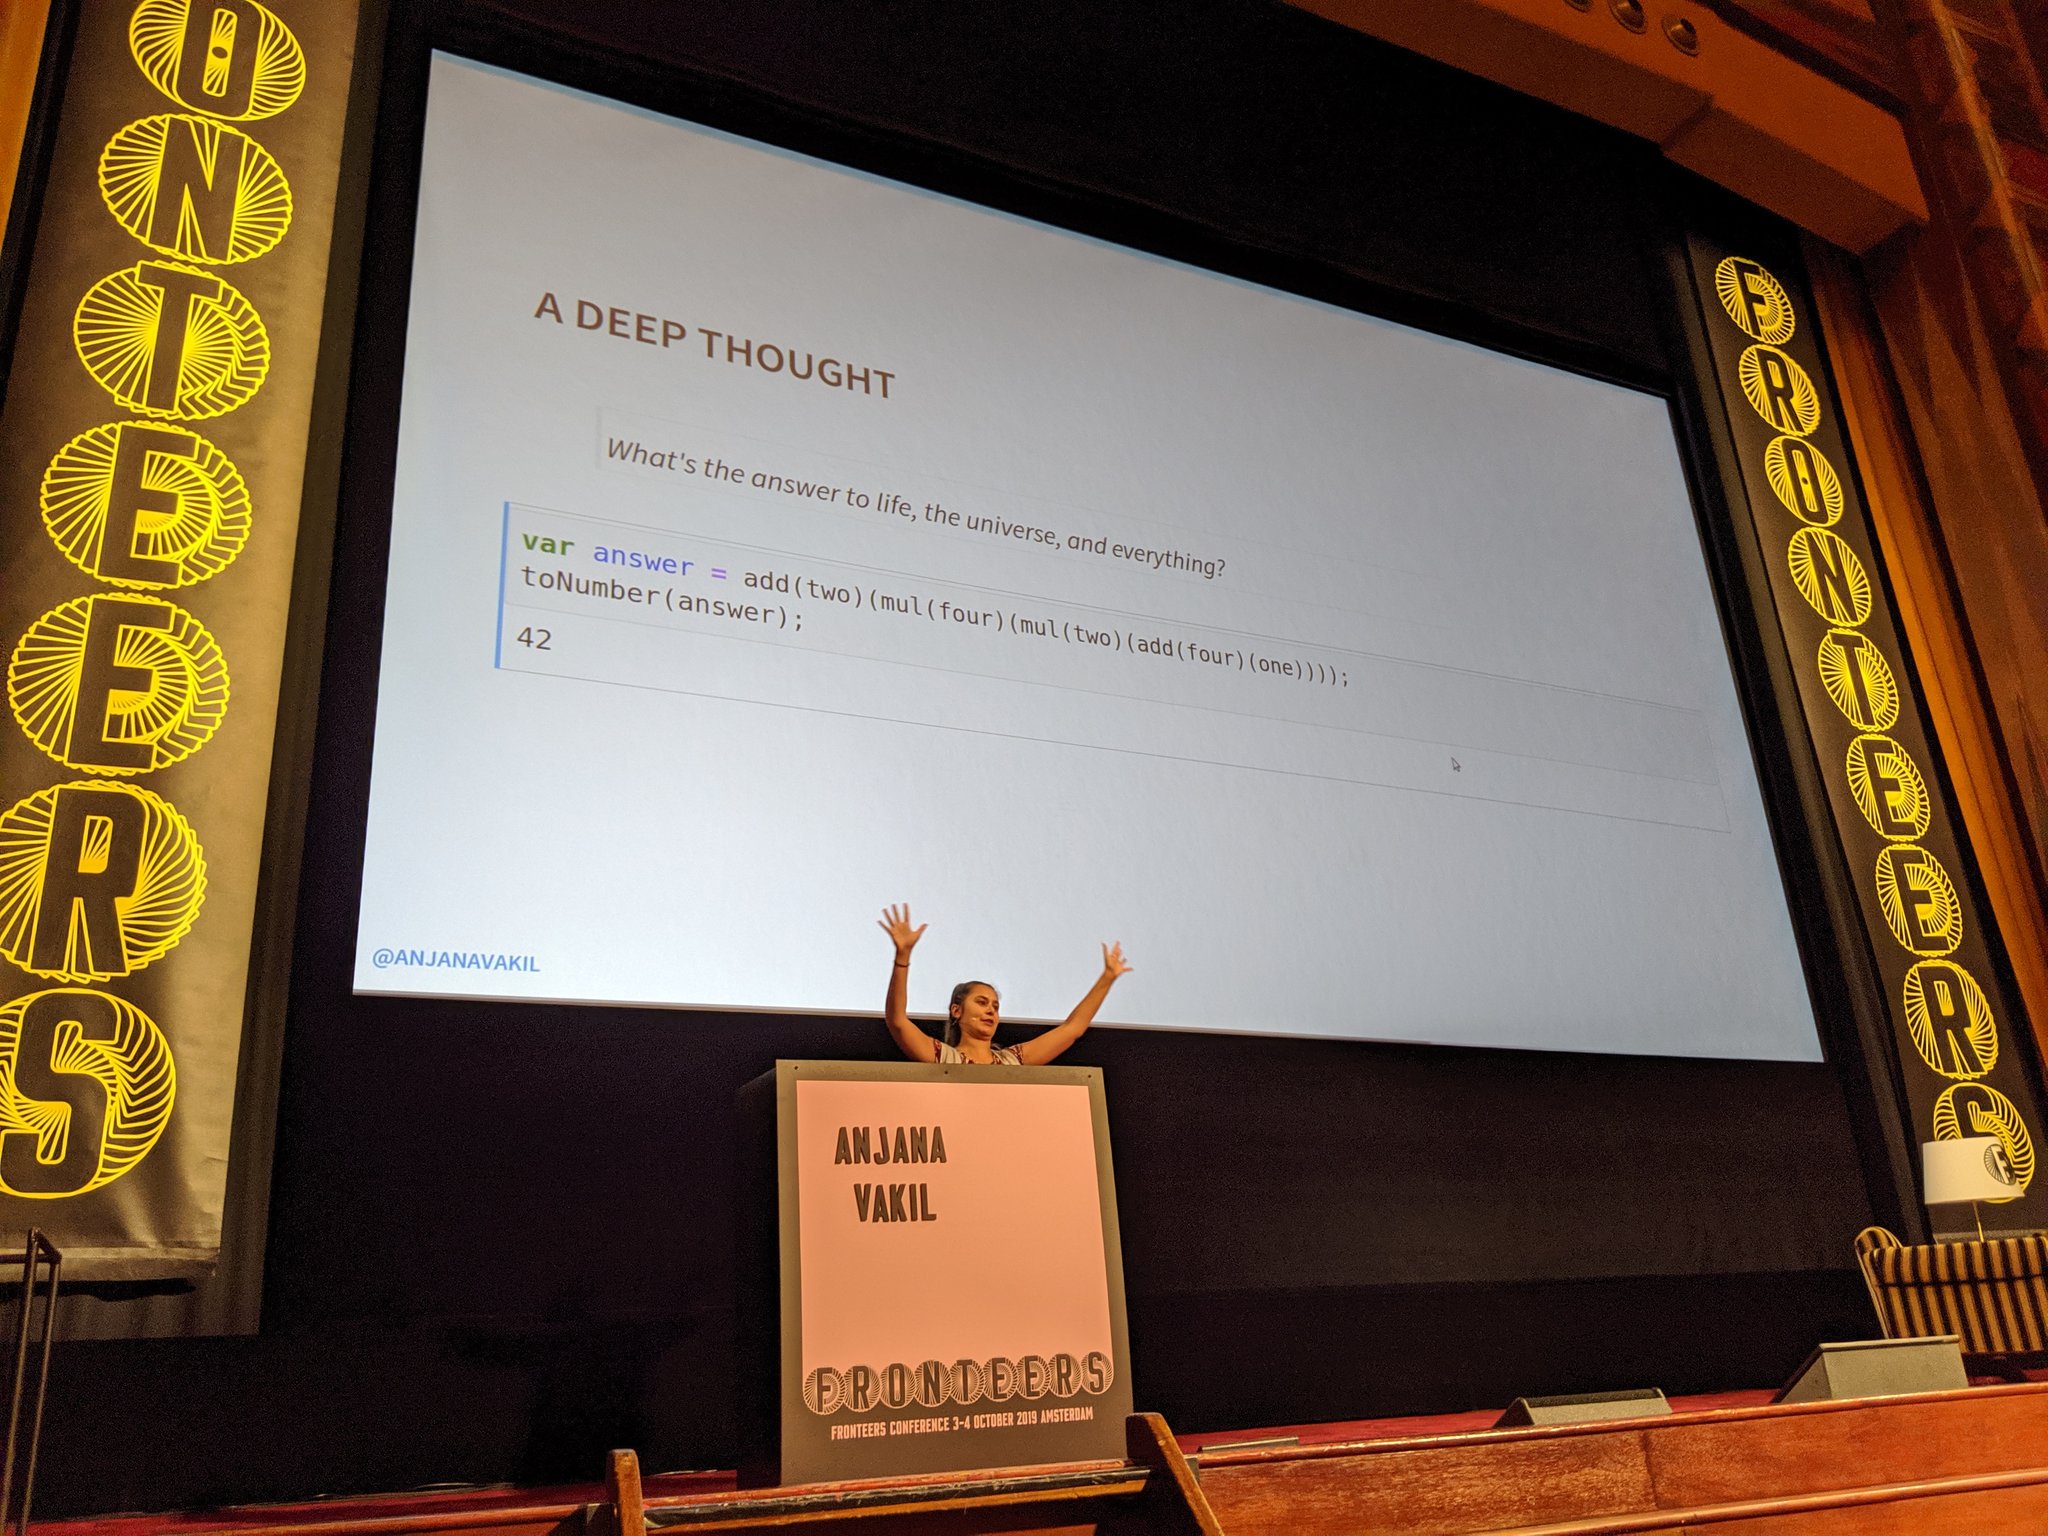 ONTEERS
A DEEP THOUGHT
What's the answer to life, the universe, and everything?
var answer = add(two)(mul(four)(mul(two)(add(four)(one))));
toNumber(answer);
42
@ANJANAVAKIL
FRONTEERS
F
ANJANA
VAKIL
FRONTEERS
FRONTEERS CONFERENCE 3-4 OCTOBER 2019 AMSTERDAM